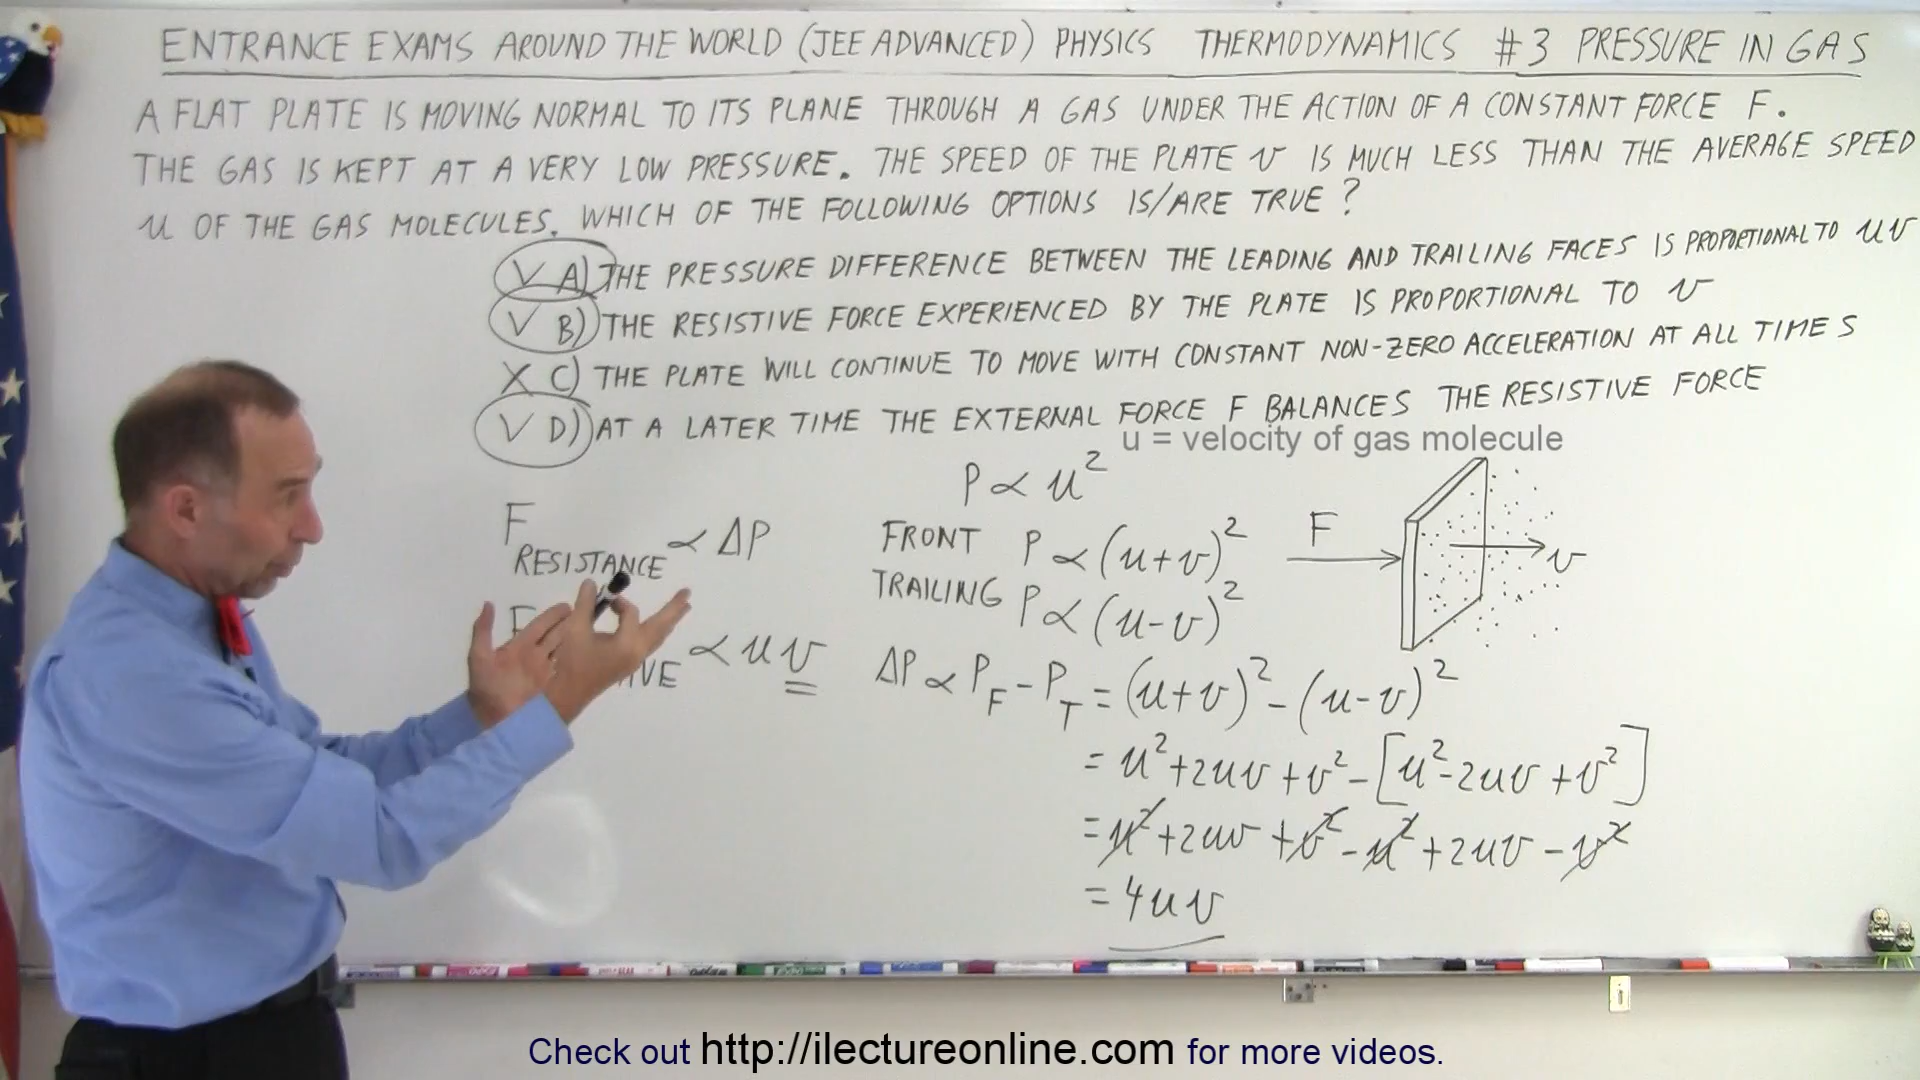 ENTRANCE EXAMS AROUND THE WORLD (JEE ADVANCED) PHYSICS THERMODYNAMICS #3 PRESSURE IN GAS
A FLAT PLATE IS MOVING NORMAL TO ITS PLANE THROUGH A GAS UNDER THE ACTION OF A CONSTANT FORCE F.
THE GAS IS KEPT AT A VERY LOW PRESSURE. THE SPEED OF THE PLATE v IS MUCH LESS THAN THE AVERAGE SPEED
u OF THE GAS MOLECULES. WHICH OF THE FOLLOWING OPTIONS IS/ARE TRUE?
V A) THE PRESSURE DIFFERENCE BETWEEN THE LEADING AND TRAILING FACES IS PROPORTIONAL TO uv
V B) THE RESISTIVE FORCE EXPERIENCED BY THE PLATE IS PROPORTIONAL TO v
X C) THE PLATE WILL CONTINUE TO MOVE WITH CONSTANT NON-ZERO ACCELERATION AT ALL TIMES
V D) AT A LATER TIME THE EXTERNAL FORCE F BALANCES THE RESISTIVE FORCE
u = velocity of gas molecule
P ∝ u²
F RESISTANCE ∝ ΔP
FRONT P ∝ (u+v)²
F
v
TRAILING P ∝ (u-v)²
∝ uv
ΔP ∝ P_F - P_T = (u+v)² - (u-v)²
= u² + 2uv + v² - [u² - 2uv + v²]
= u² + 2uv + v² - u² + 2uv - v²
= 4uv
Check out http://ilectureonline.com for more videos.